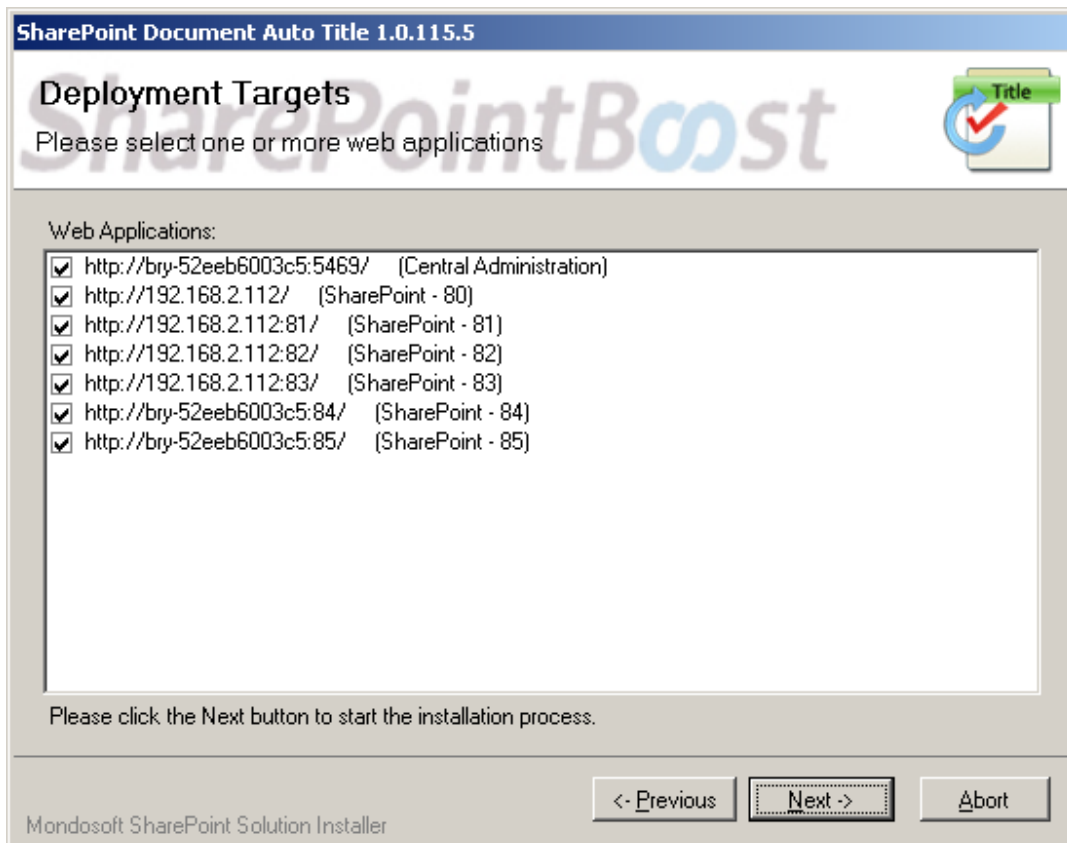 SharePoint Document Auto Title 1.0.115.5
SharePointBoost
Deployment Targets
Please select one or more web applications
Title
Web Applications:
http://bry-52eeb6003c5:5469/ (Central Administration)
http://192.168.2.112/ (SharePoint - 80)
http://192.168.2.112:81/ (SharePoint - 81)
http://192.168.2.112:82/ (SharePoint - 82)
http://192.168.2.112:83/ (SharePoint - 83)
http://bry-52eeb6003c5:84/ (SharePoint - 84)
http://bry-52eeb6003c5:85/ (SharePoint - 85)
Please click the Next button to start the installation process.
<- Previous Next -> Abort
Mondosoft SharePoint Solution Installer